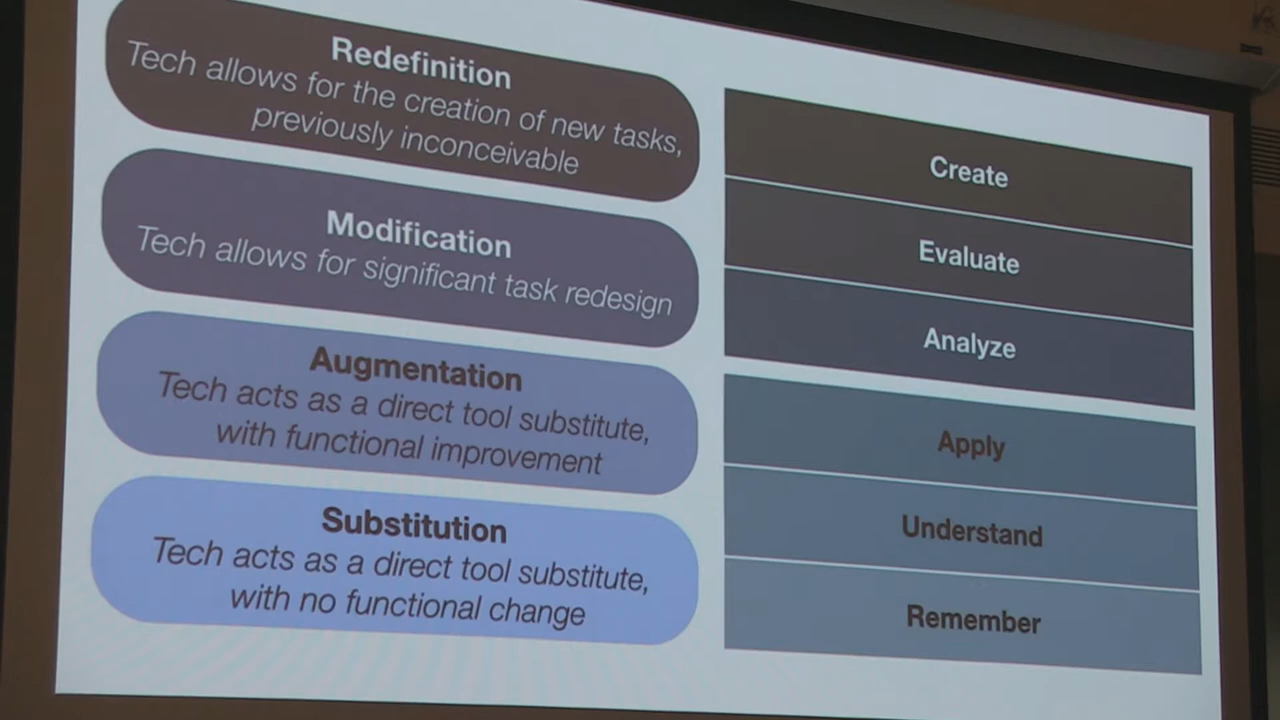 Redefinition
Tech allows for the creation of new tasks,
previously inconceivable
Modification
Tech allows for significant task redesign
Augmentation
Tech acts as a direct tool substitute,
with functional improvement
Substitution
Tech acts as a direct tool substitute,
with no functional change
Create
Evaluate
Analyze
Apply
Understand
Remember